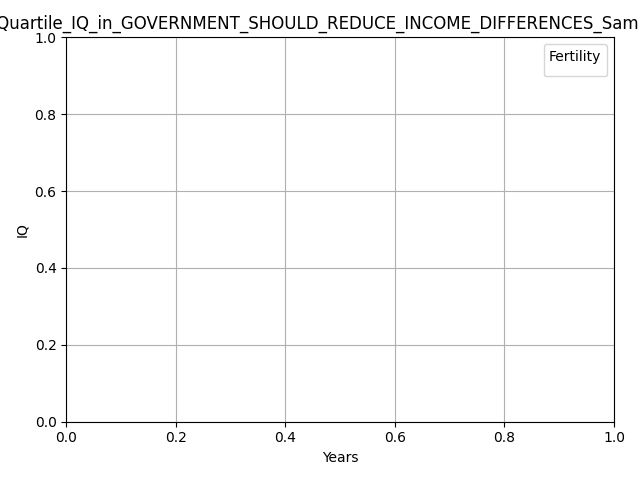 Quartile_IQ_in_GOVERNMENT_SHOULD_REDUCE_INCOME_DIFFERENCES_Sam
Fertility
IQ
1.0
0.8
0.6
0.4
0.2
0.0
0.0 0.2 0.4 0.6 0.8 1.0
Years